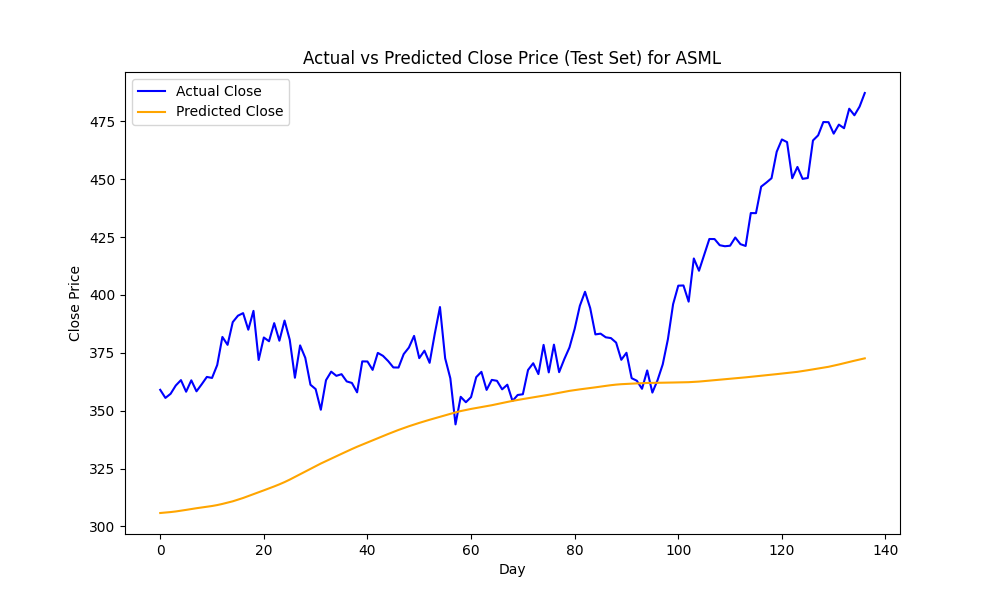 Actual vs Predicted Close Price (Test Set) for ASML
Actual Close
Predicted Close
475
450
425
400
375
350
325
300
Close Price
0 20 40 60 80 100 120 140
Day